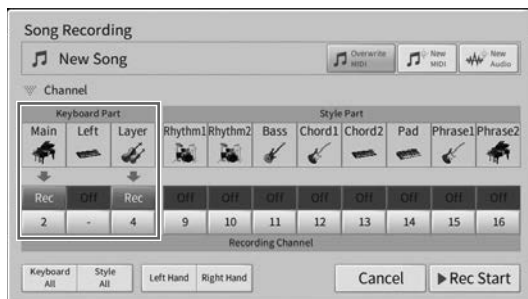 Song Recording
New Song
Overwrite MIDI
New MIDI
New Audio
Channel
Keyboard Part
Style Part
Main Left Layer Rhythm1 Rhythm2 Bass Chord1 Chord2 Pad Phrase1 Phrase2
Rec Off Rec Off Off Off Off Off Off Off Off
2 - 4 9 10 11 12 13 14 15 16
Recording Channel
Keyboard All
Style All
Left Hand
Right Hand
Cancel
Rec Start